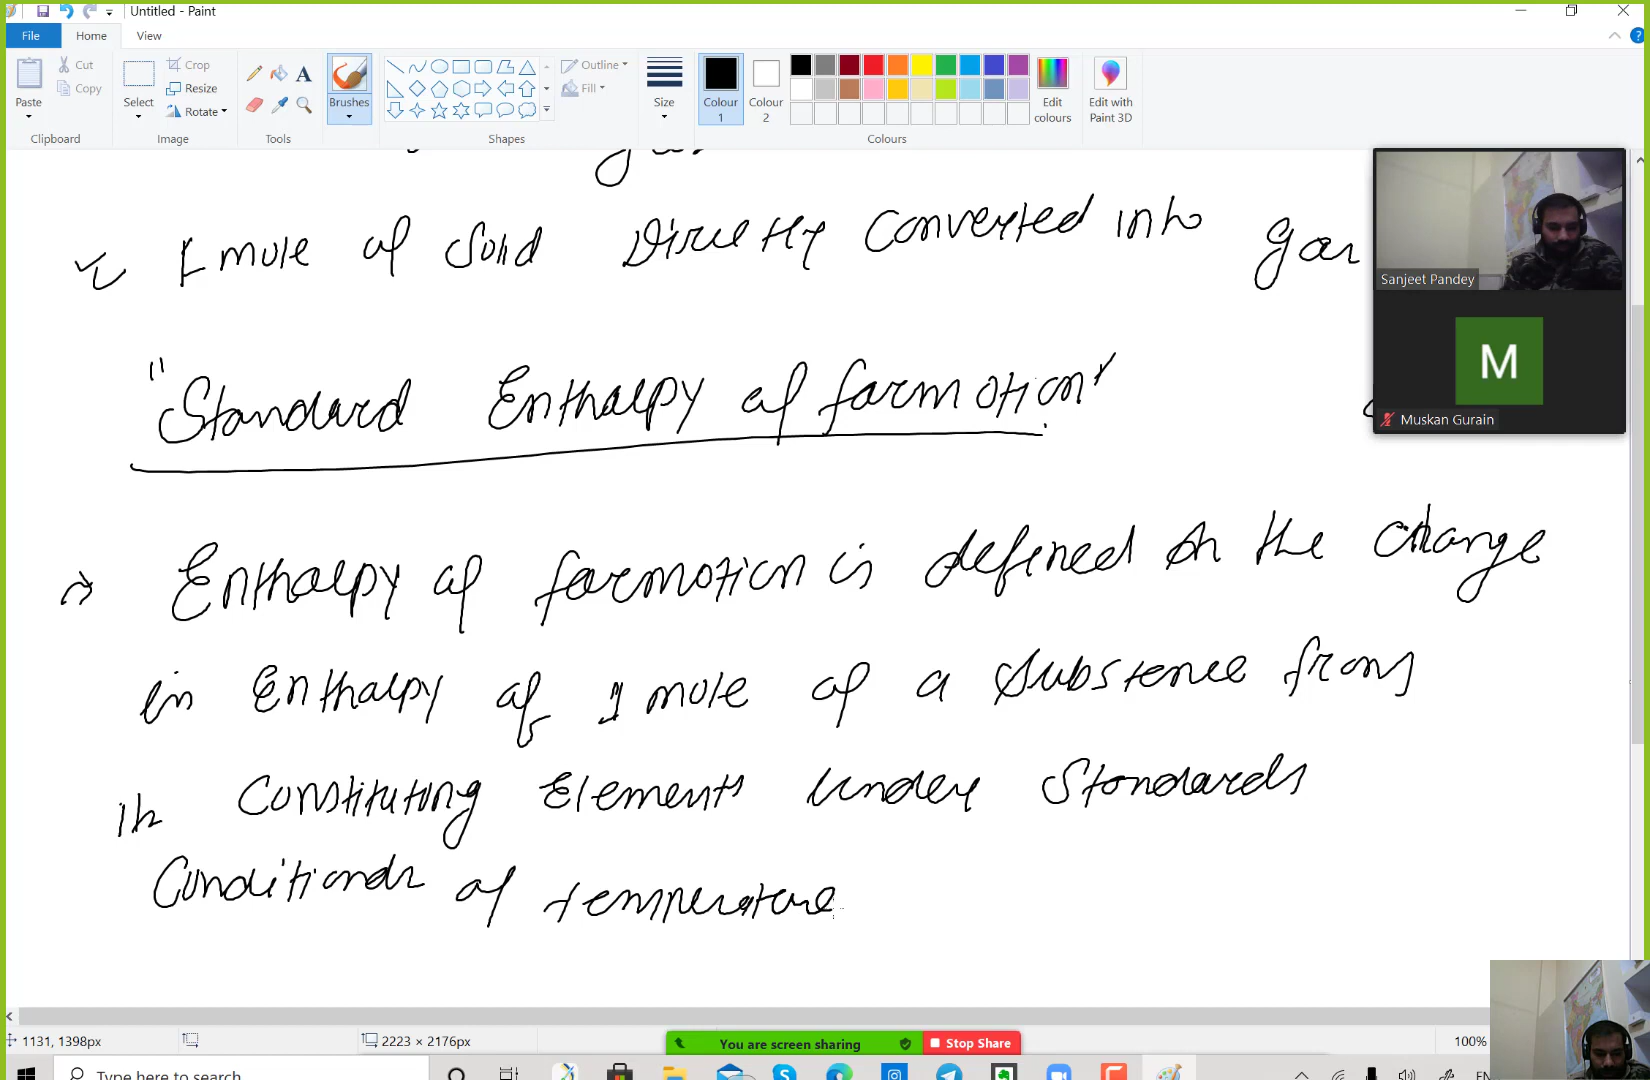 Untitled - Paint
File Home View
Paste Cut Copy Clipboard
Select Crop Resize Rotate Image
Tools
Brushes
Outline Fill Shapes
Size
Colour 1 Colour 2 Edit colours Edit with Paint 3D Colours
1 mole of Solid Directly Converted into gas
"Standard Enthalpy of formation"
Enthalpy of formation is defined as the change
in Enthalpy of 1 mole of a Substance from
its Constituting Elements Under Standards
Conditions of temperature
Sanjeet Pandey
M
Muskan Gurain
1131, 1398px 2223 × 2176px 100%
You are screen sharing Stop Share
Type here to search